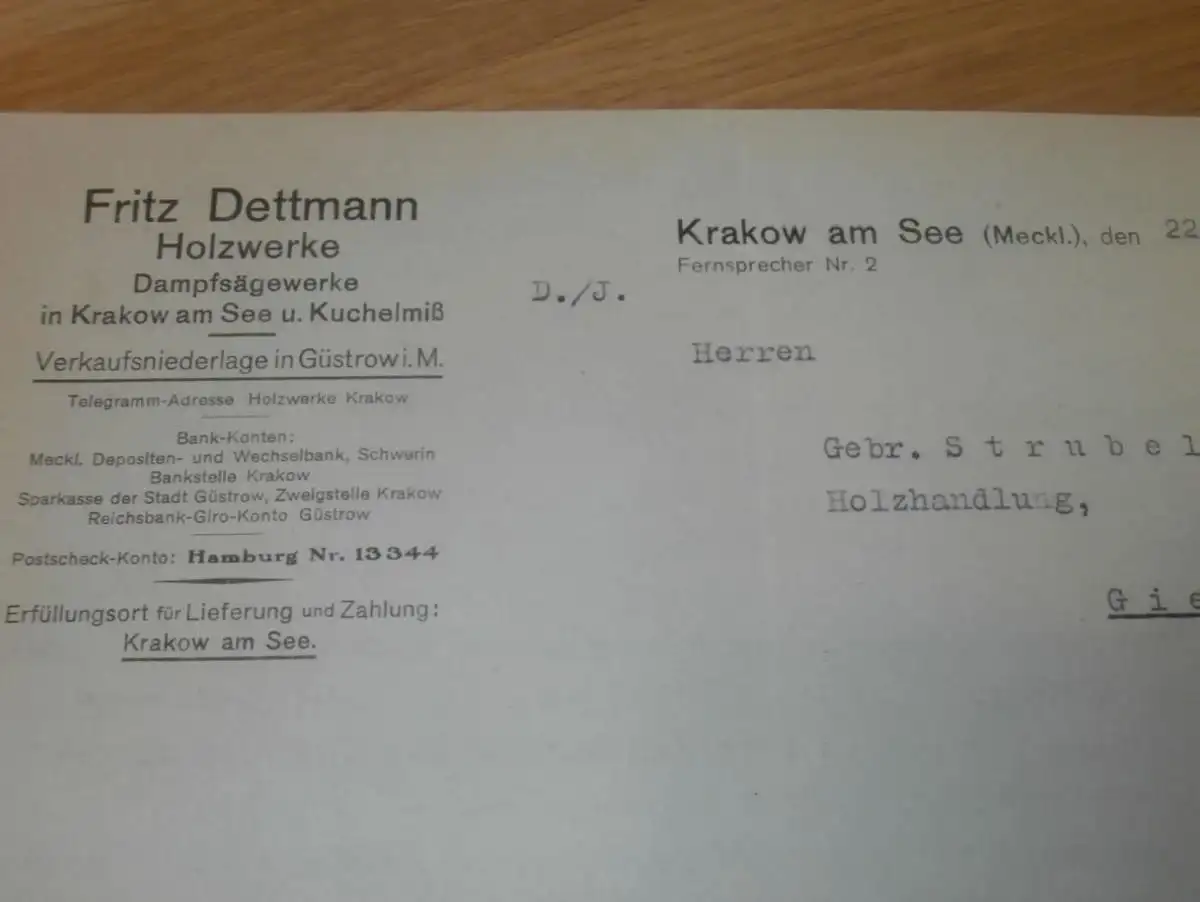 Fritz Dettmann
Holzwerke
Dampfsägewerke
in Krakow am See u. Kuchelmiß
Verkaufsniederlage in Güstrow i. M.
Telegramm-Adresse Holzwerke Krakow
Bank-Konten:
Meckl. Depositen- und Wechselbank, Schwerin
Bankstelle Krakow
Sparkasse der Stadt Güstrow, Zweigstelle Krakow
Reichsbank-Giro-Konto Güstrow
Postscheck-Konto: Hamburg Nr. 13344
Erfüllungsort für Lieferung und Zahlung:
Krakow am See.
Krakow am See (Meckl.), den 22
Fernsprecher Nr. 2
D./J.
Herren
Gebr. Strubel
Holzhandlung,
Gie